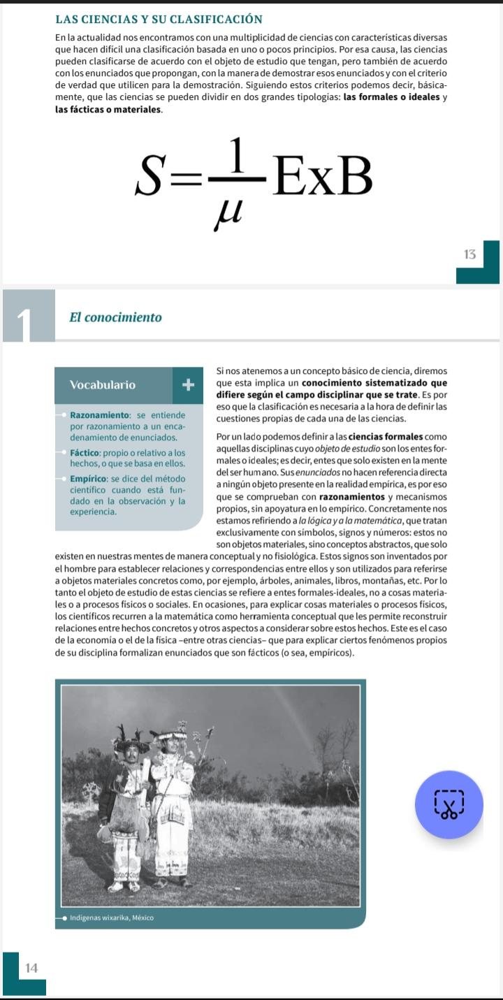 LAS CIENCIAS Y SU CLASIFICACIÓN
En la actualidad nos encontramos con una multiplicidad de ciencias con características diversas
que hacen difícil una clasificación basada en uno o pocos principios. Por esa causa, las ciencias
pueden clasificarse de acuerdo con el objeto de estudio que tengan, pero también de acuerdo
con los enunciados que propongan, con la manera de demostrar esos enunciados y con el criterio
de verdad que utilicen para la demostración. Siguiendo estos criterios podemos decir, básica-
mente, que las ciencias se pueden dividir en dos grandes tipologías: las formales o ideales y
las fácticas o materiales.
S=1/μ ExB
13
1
El conocimiento
Vocabulario +
Razonamiento: se entiende
por razonamiento a un enca-
denamiento de enunciados.
Fáctico: propio o relativo a los
hechos, o que se basa en ellos.
Empírico: se dice del método
científico cuando está fun-
dado en la observación y la
experiencia.
Si nos atenemos a un concepto básico de ciencia, diremos
que esta implica un conocimiento sistematizado que
difiere según el campo disciplinar que se trate. Es por
eso que la clasificación es necesaria a la hora de definir las
cuestiones propias de cada una de las ciencias.
Por un lado podemos definir a las ciencias formales como
aquellas disciplinas cuyo objeto de estudio son los entes for-
males o ideales; es decir, entes que solo existen en la mente
del ser humano. Sus enunciados no hacen referencia directa
a ningún objeto presente en la realidad empírica, es por eso
que se comprueban con razonamientos y mecanismos
propios, sin apoyatura en lo empírico. Concretamente nos
estamos refiriendo a la lógica y a la matemática, que tratan
exclusivamente con símbolos, signos y números: estos no
son objetos materiales, sino conceptos abstractos, que solo
existen en nuestras mentes de manera conceptual y no fisiológica. Estos signos son inventados por
el hombre para establecer relaciones y correspondencias entre ellos y son utilizados para referirse
a objetos materiales concretos como, por ejemplo, árboles, animales, libros, montañas, etc. Por lo
tanto el objeto de estudio de estas ciencias se refiere a entes formales-ideales, no a cosas materia-
les o a procesos físicos o sociales. En ocasiones, para explicar cosas materiales o procesos físicos,
los científicos recurren a la matemática como herramienta conceptual que les permite reconstruir
relaciones entre hechos concretos y otros aspectos a considerar sobre estos hechos. Este es el caso
de la economía o el de la física –entre otras ciencias– que para explicar ciertos fenómenos propios
de su disciplina formalizan enunciados que son fácticos (o sea, empíricos).
Indígenas wixarika, México
14